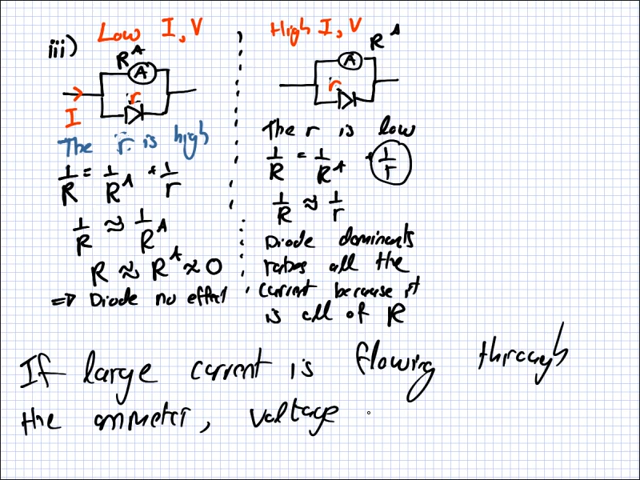 iii)
Low I, V
R^A
A
r
I
The r is high
1/R = 1/R^A + 1/r
1/R ≈ 1/R^A
R ≈ R^A ≈ 0
⇒ Diode no effect
High I, V
R^A
A
r
The r is low
1/R = 1/R^A + 1/r
1/R ≈ 1/r
Diode dominants
takes all the
current because it
is all of R
If large current is flowing through
the ammeter, voltage